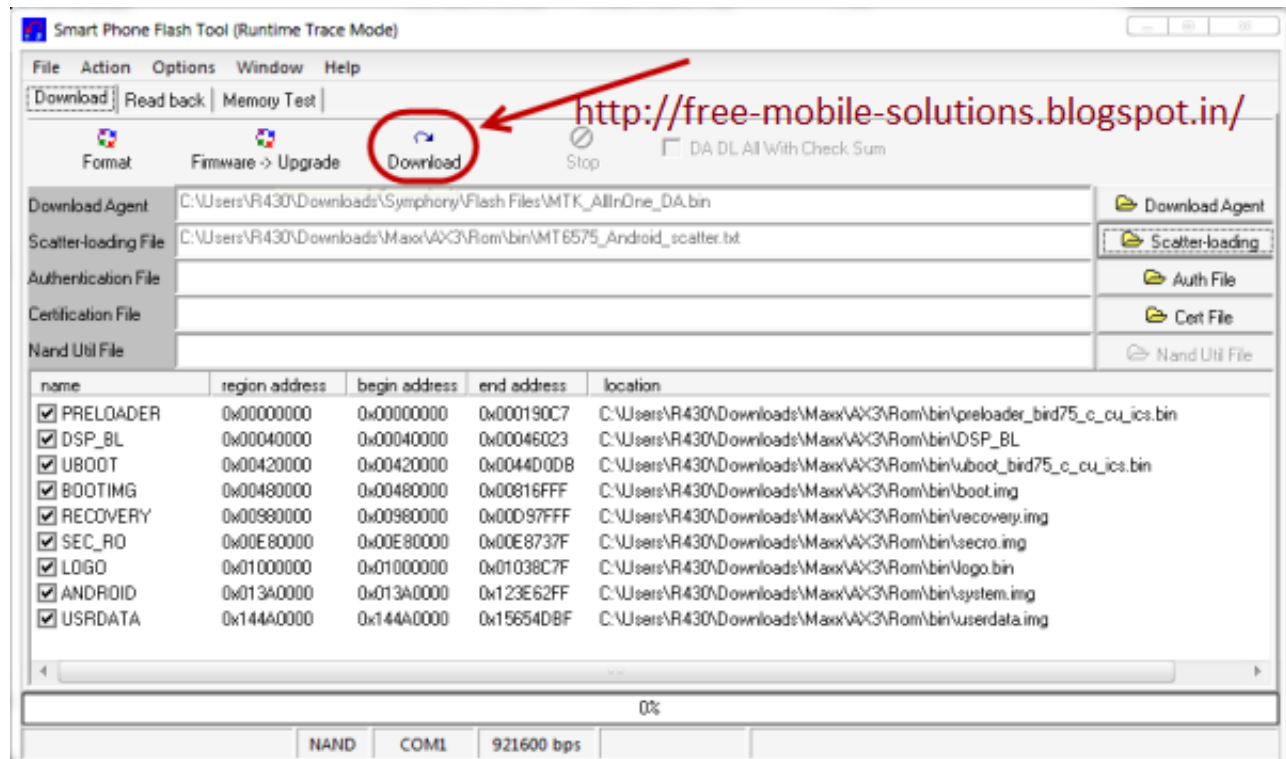 Smart Phone Flash Tool (Runtime Trace Mode)
File Action Options Window Help
Download Read back Memory Test
http://free-mobile-solutions.blogspot.in/
Format Firmware -> Upgrade Download Stop DA DL All With Check Sum
Download Agent C:\Users\R430\Downloads\Symphony\Flash Files\MTK_AllInOne_DA.bin Download Agent
Scatter-loading File C:\Users\R430\Downloads\Maxx\AX3\Rom\bin\MT6575_Android_scatter.txt Scatter-loading
Authentication File Auth File
Certification File Cert File
Nand Util File Nand Util File
name region address begin address end address location
PRELOADER 0x00000000 0x00000000 0x000190C7 C:\Users\R430\Downloads\Maxx\AX3\Rom\bin\preloader_bird75_c_cu_ics.bin
DSP_BL 0x00040000 0x00040000 0x00046023 C:\Users\R430\Downloads\Maxx\AX3\Rom\bin\DSP_BL
UBOOT 0x00420000 0x00420000 0x0044D0DB C:\Users\R430\Downloads\Maxx\AX3\Rom\bin\uboot_bird75_c_cu_ics.bin
BOOTIMG 0x00480000 0x00480000 0x00816FFF C:\Users\R430\Downloads\Maxx\AX3\Rom\bin\boot.img
RECOVERY 0x00980000 0x00980000 0x00D97FFF C:\Users\R430\Downloads\Maxx\AX3\Rom\bin\recovery.img
SEC_RO 0x00E80000 0x00E80000 0x00E8737F C:\Users\R430\Downloads\Maxx\AX3\Rom\bin\secro.img
LOGO 0x01000000 0x01000000 0x01038C7F C:\Users\R430\Downloads\Maxx\AX3\Rom\bin\logo.bin
ANDROID 0x013A0000 0x013A0000 0x123E62FF C:\Users\R430\Downloads\Maxx\AX3\Rom\bin\system.img
USRDATA 0x144A0000 0x144A0000 0x15654DBF C:\Users\R430\Downloads\Maxx\AX3\Rom\bin\userdata.img
0%
NAND COM1 921600 bps